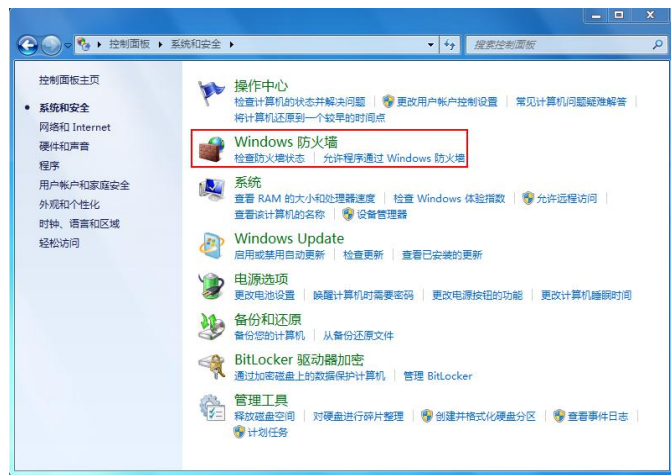 控制面板 系统和安全 搜索控制面板
控制面板主页
系统和安全
网络和 Internet
硬件和声音
程序
用户帐户和家庭安全
外观和个性化
时钟、语言和区域
轻松访问
操作中心
检查计算机的状态并解决问题 更改用户帐户控制设置 常见计算机问题疑难解答
将计算机还原到一个较早的时间点
Windows 防火墙
检查防火墙状态 允许程序通过 Windows 防火墙
系统
查看 RAM 的大小和处理器速度 检查 Windows 体验指数 允许远程访问
查看该计算机的名称 设备管理器
Windows Update
启用或禁用自动更新 检查更新 查看已安装的更新
电源选项
更改电池设置 唤醒计算机时需要密码 更改电源按钮的功能 更改计算机睡眠时间
备份和还原
备份您的计算机 从备份还原文件
BitLocker 驱动器加密
通过加密磁盘上的数据保护计算机 管理 BitLocker
管理工具
释放磁盘空间 对硬盘进行碎片整理 创建并格式化硬盘分区 查看事件日志
计划任务